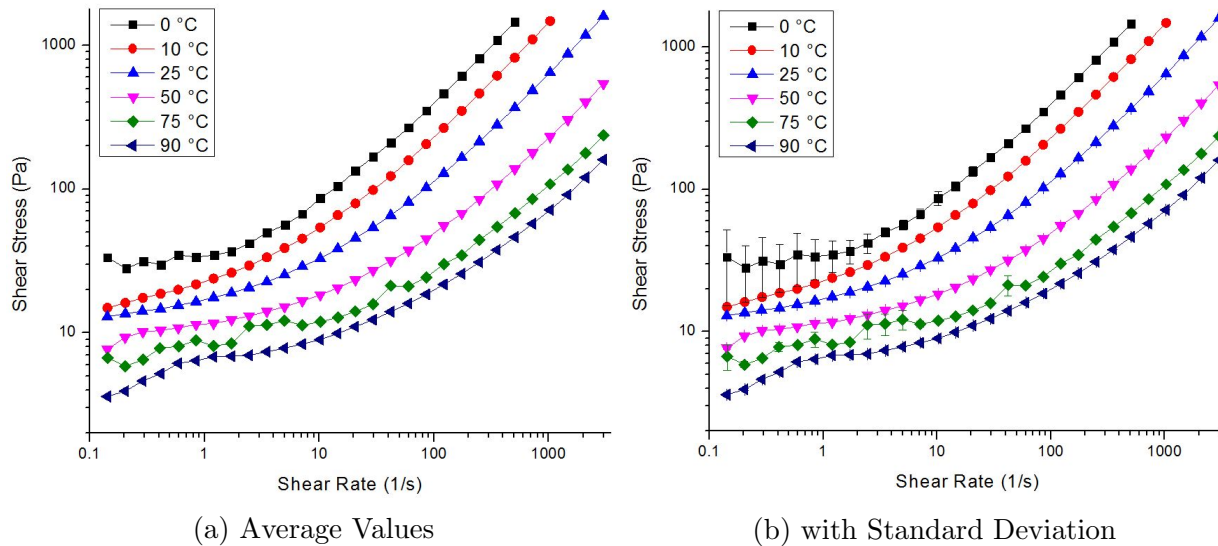 0 °C
10 °C
25 °C
50 °C
75 °C
90 °C
1000
100
10
0.1
1
10
100
1000
Shear Stress (Pa)
Shear Rate (1/s)
(a) Average Values
0 °C
10 °C
25 °C
50 °C
75 °C
90 °C
1000
100
10
0.1
1
10
100
1000
Shear Stress (Pa)
Shear Rate (1/s)
(b) with Standard Deviation